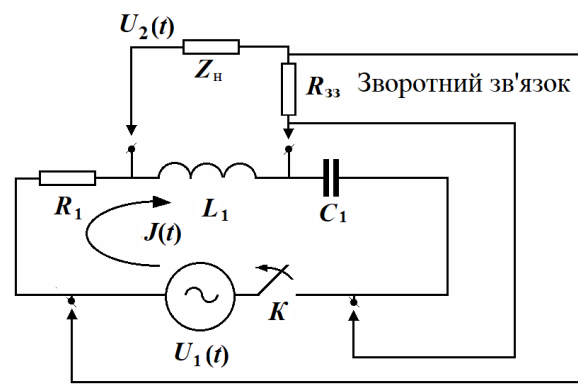 U₂(t)
Zн
Rзз Зворотний зв'язок
R₁
L₁
C₁
J(t)
К
U₁(t)